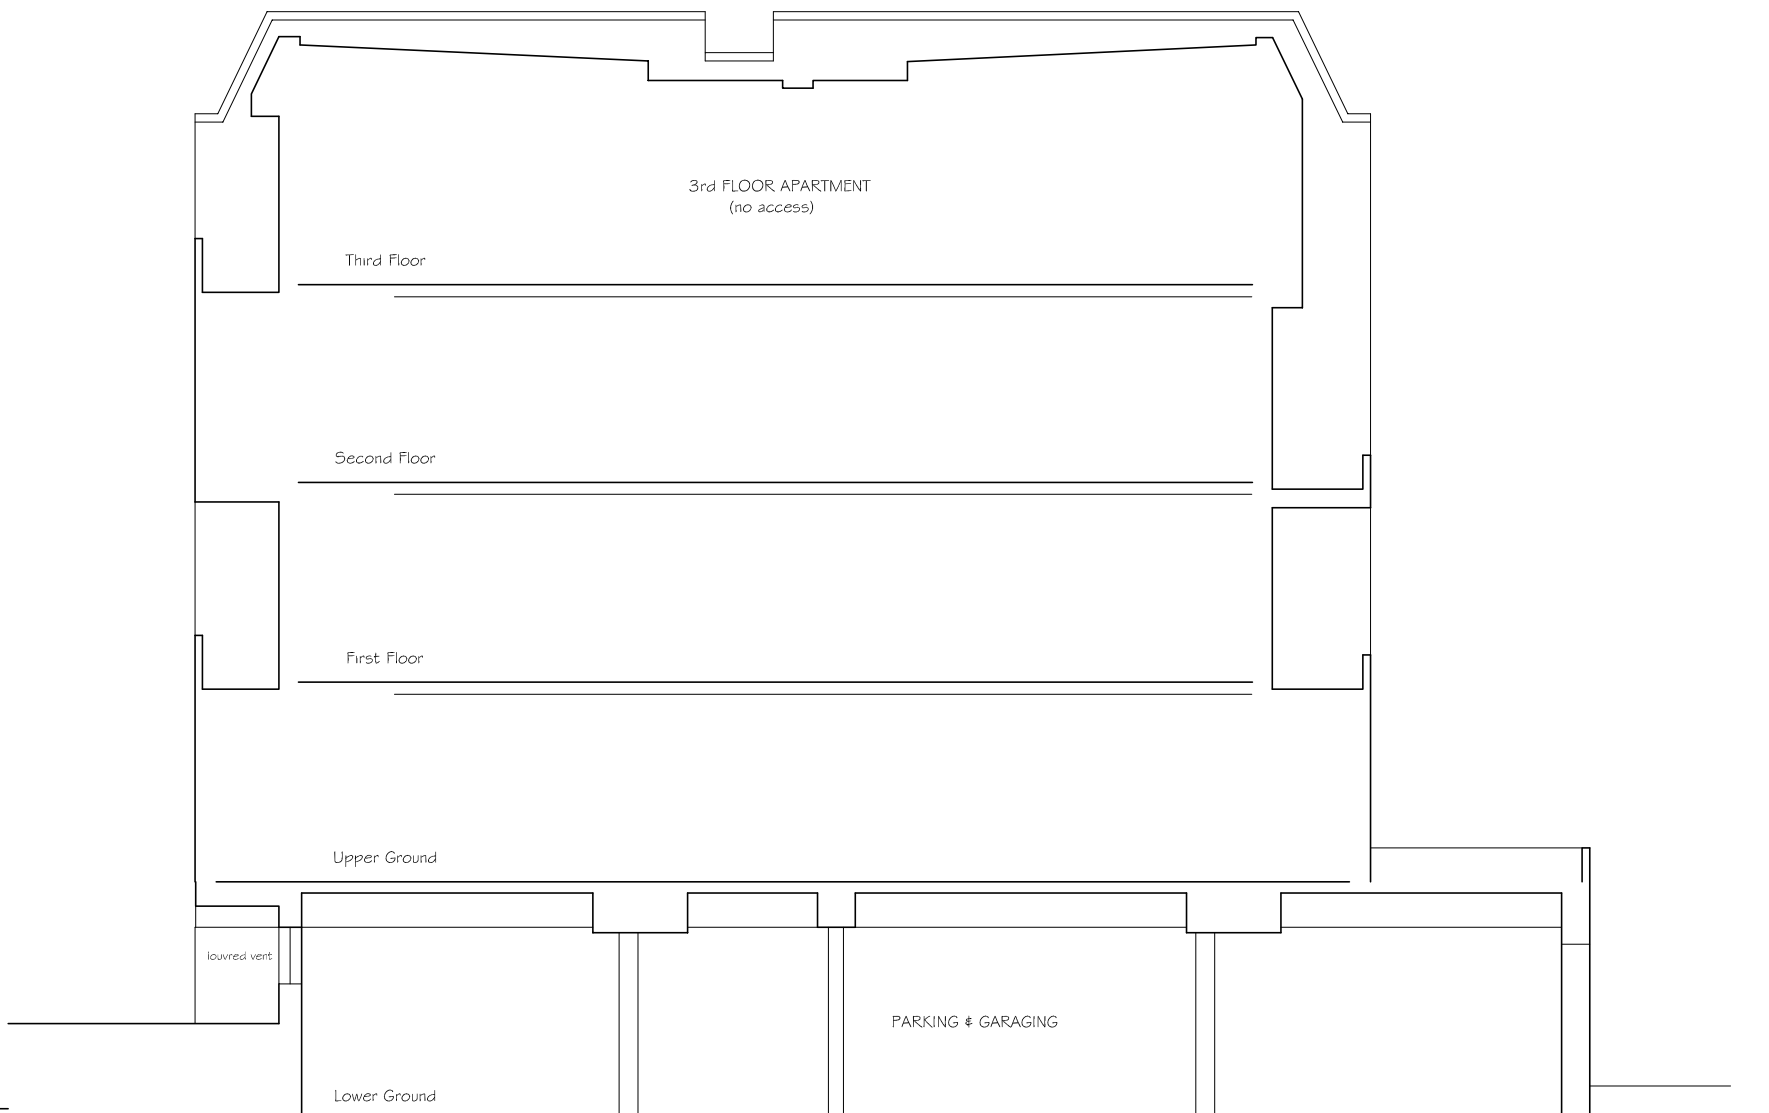 3rd FLOOR APARTMENT
(no access)
Third Floor
Second Floor
First Floor
Upper Ground
louvred vent
PARKING & GARAGING
Lower Ground